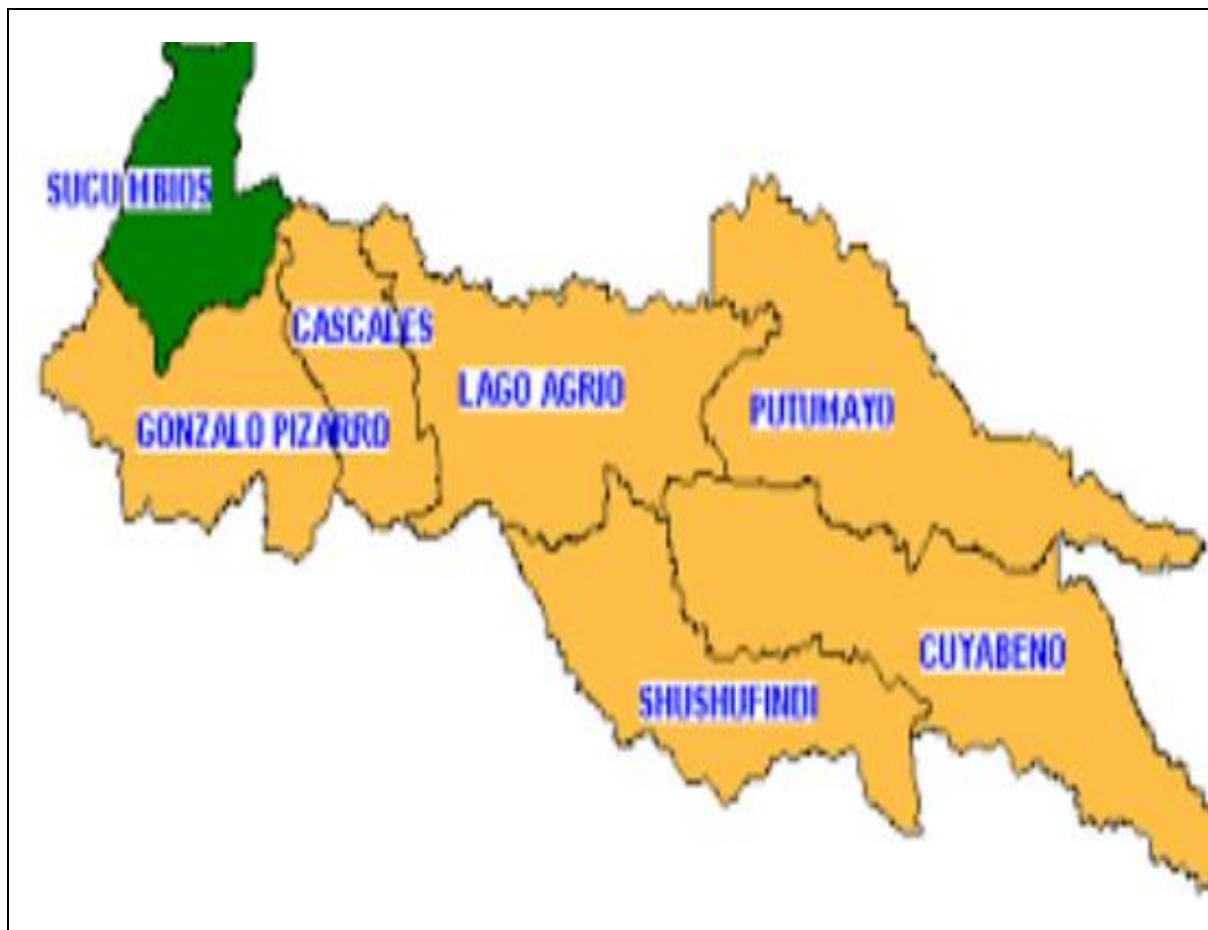 SUCUMBIOS
CASCALES
LAGO AGRIO
PUTUMAYO
GONZALO PIZARRO
CUYABENO
SHUSHUFINDI